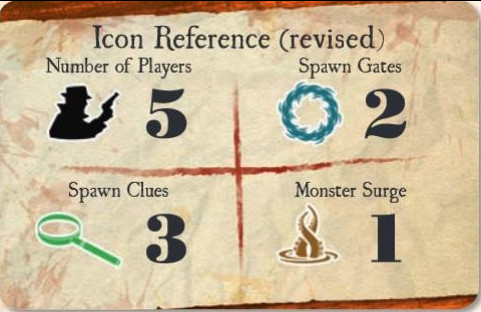 Icon Reference (revised)
Number of Players
Spawn Gates
5
2
Spawn Clues
Monster Surge
3
1